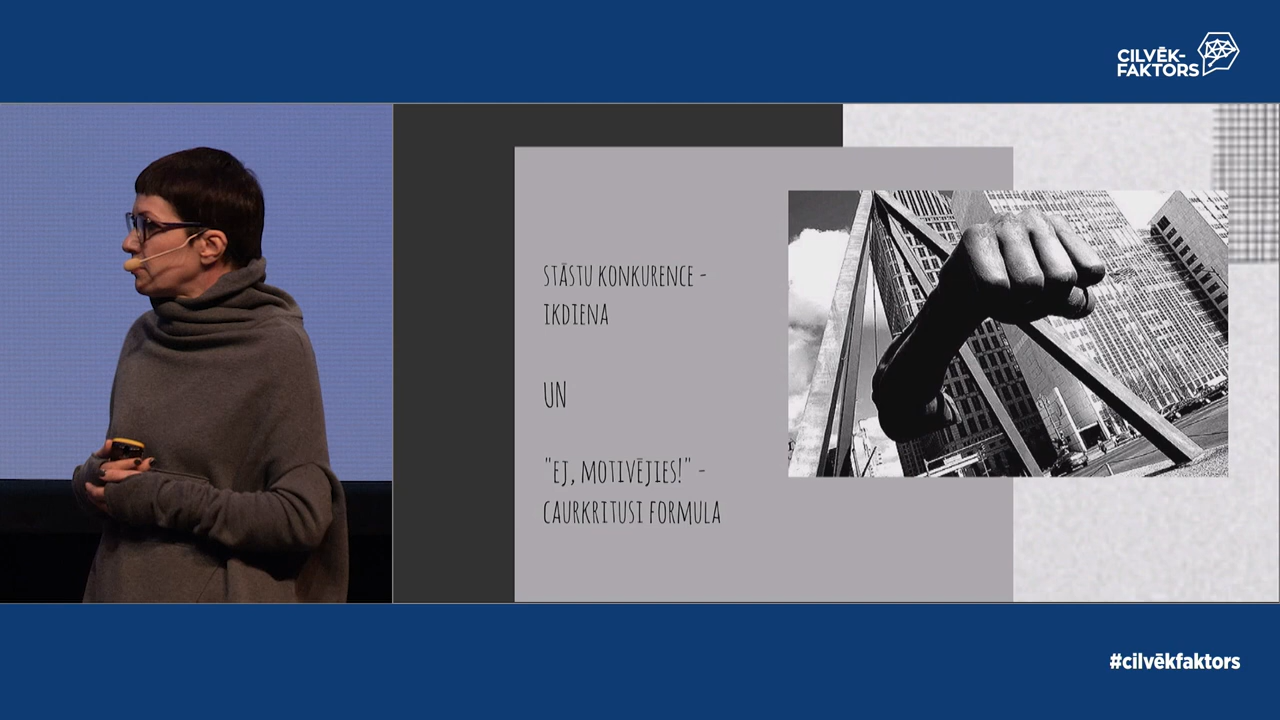 CILVĒK-
FAKTORS
STĀSTU KONKURENCE -
IKDIENA
UN
"EJ, MOTIVĒJIES!" -
CAURKRITUSI FORMULA
#cilvēkfaktors